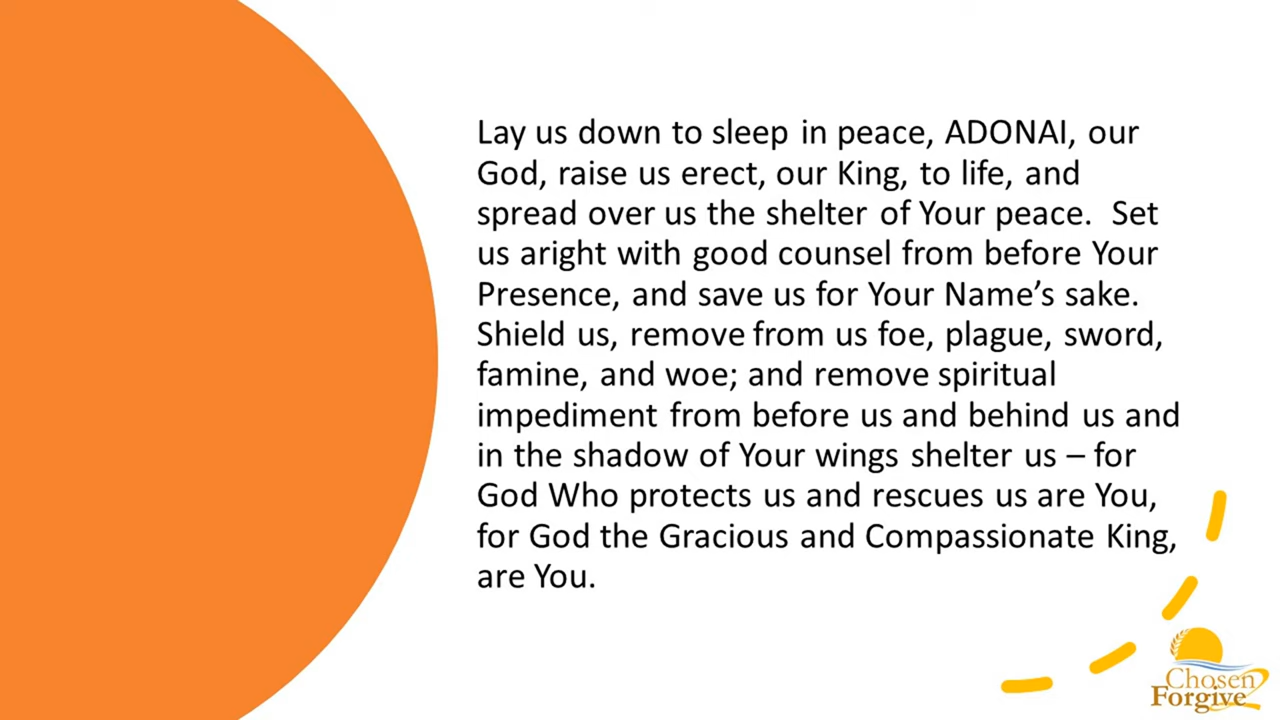 Lay us down to sleep in peace, ADONAI, our
God, raise us erect, our King, to life, and
spread over us the shelter of Your peace.  Set
us aright with good counsel from before Your
Presence, and save us for Your Name’s sake.
Shield us, remove from us foe, plague, sword,
famine, and woe; and remove spiritual
impediment from before us and behind us and
in the shadow of Your wings shelter us – for
God Who protects us and rescues us are You,
for God the Gracious and Compassionate King,
are You.
Chosen 2
Forgive